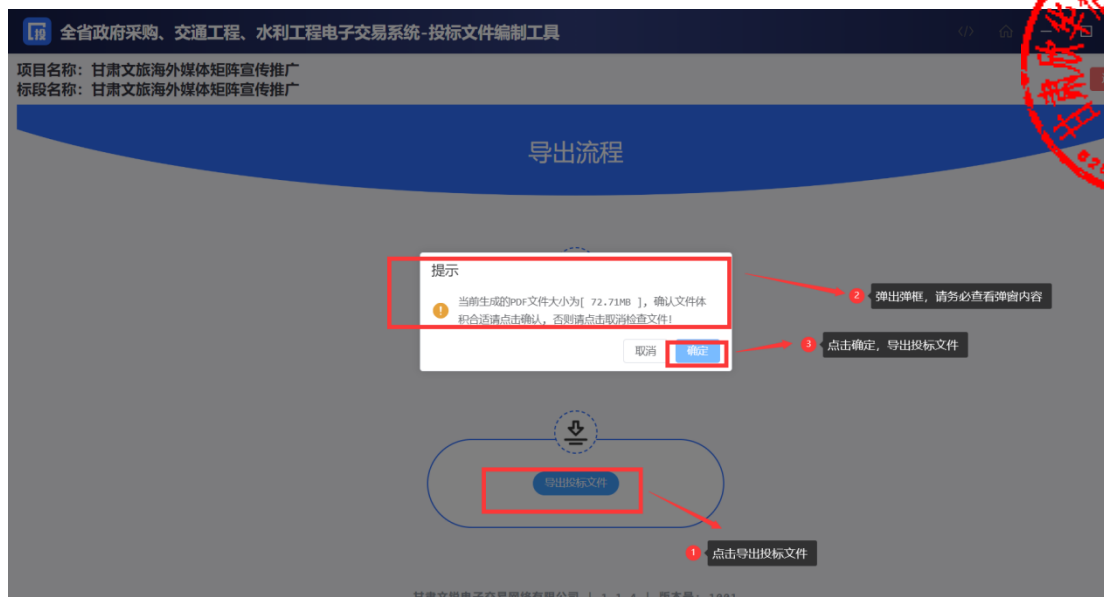 投 全省政府采购、交通工程、水利工程电子交易系统-投标文件编制工具
项目名称：甘肃文旅海外媒体矩阵宣传推广
标段名称：甘肃文旅海外媒体矩阵宣传推广
导出流程
提示
当前生成的PDF文件大小为[ 72.71MB ]，确认文件体
积合适请点击确认，否则请点击取消检查文件!
取消 确定
2 弹出弹框，请务必查看弹窗内容
3 点击确定，导出投标文件
导出投标文件
1 点击导出投标文件
甘肃